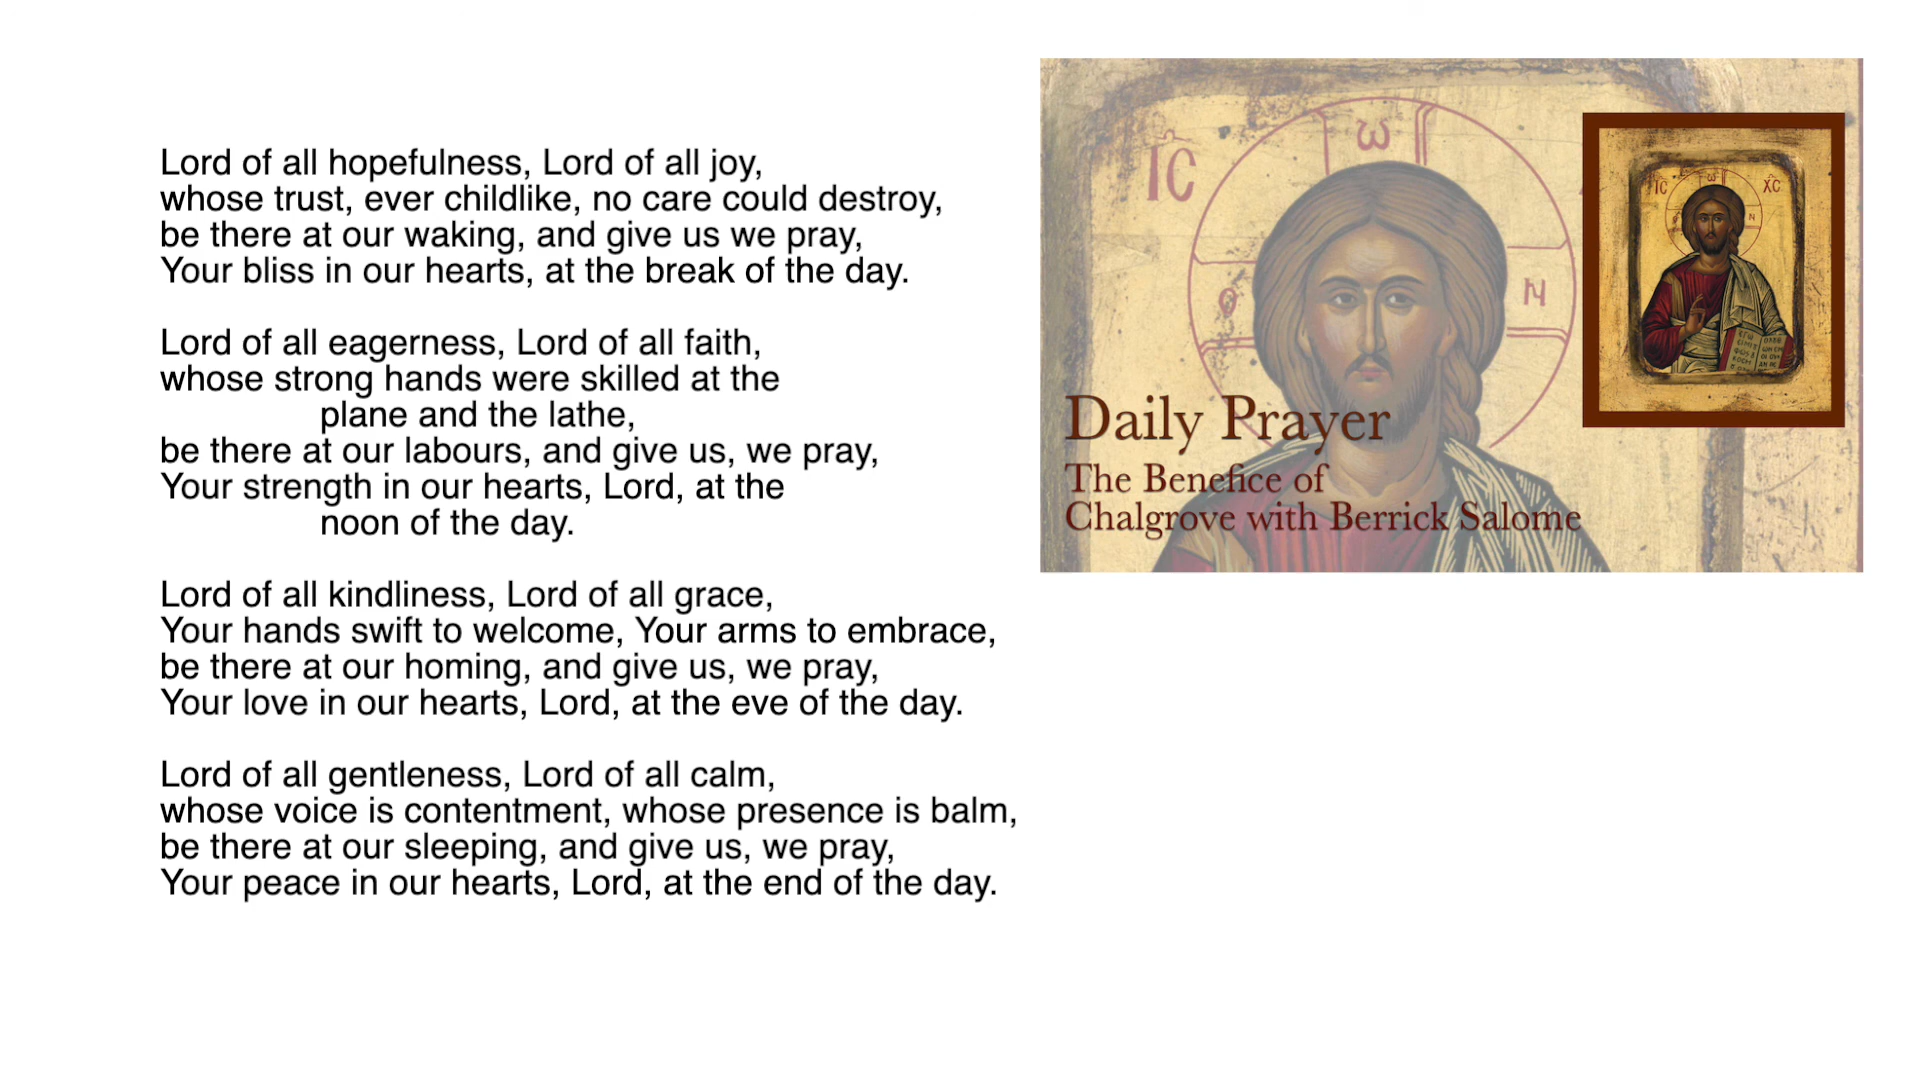 Lord of all hopefulness, Lord of all joy,
whose trust, ever childlike, no care could destroy,
be there at our waking, and give us we pray,
Your bliss in our hearts, at the break of the day.
Lord of all eagerness, Lord of all faith,
whose strong hands were skilled at the
plane and the lathe,
be there at our labours, and give us, we pray,
Your strength in our hearts, Lord, at the
noon of the day.
Lord of all kindliness, Lord of all grace,
Your hands swift to welcome, Your arms to embrace,
be there at our homing, and give us, we pray,
Your love in our hearts, Lord, at the eve of the day.
Lord of all gentleness, Lord of all calm,
whose voice is contentment, whose presence is balm,
be there at our sleeping, and give us, we pray,
Your peace in our hearts, Lord, at the end of the day.
IC
ω
Ν
Daily Prayer
The Benefice of
Chalgrove with Berrick Salome
IC ω XC
Ν